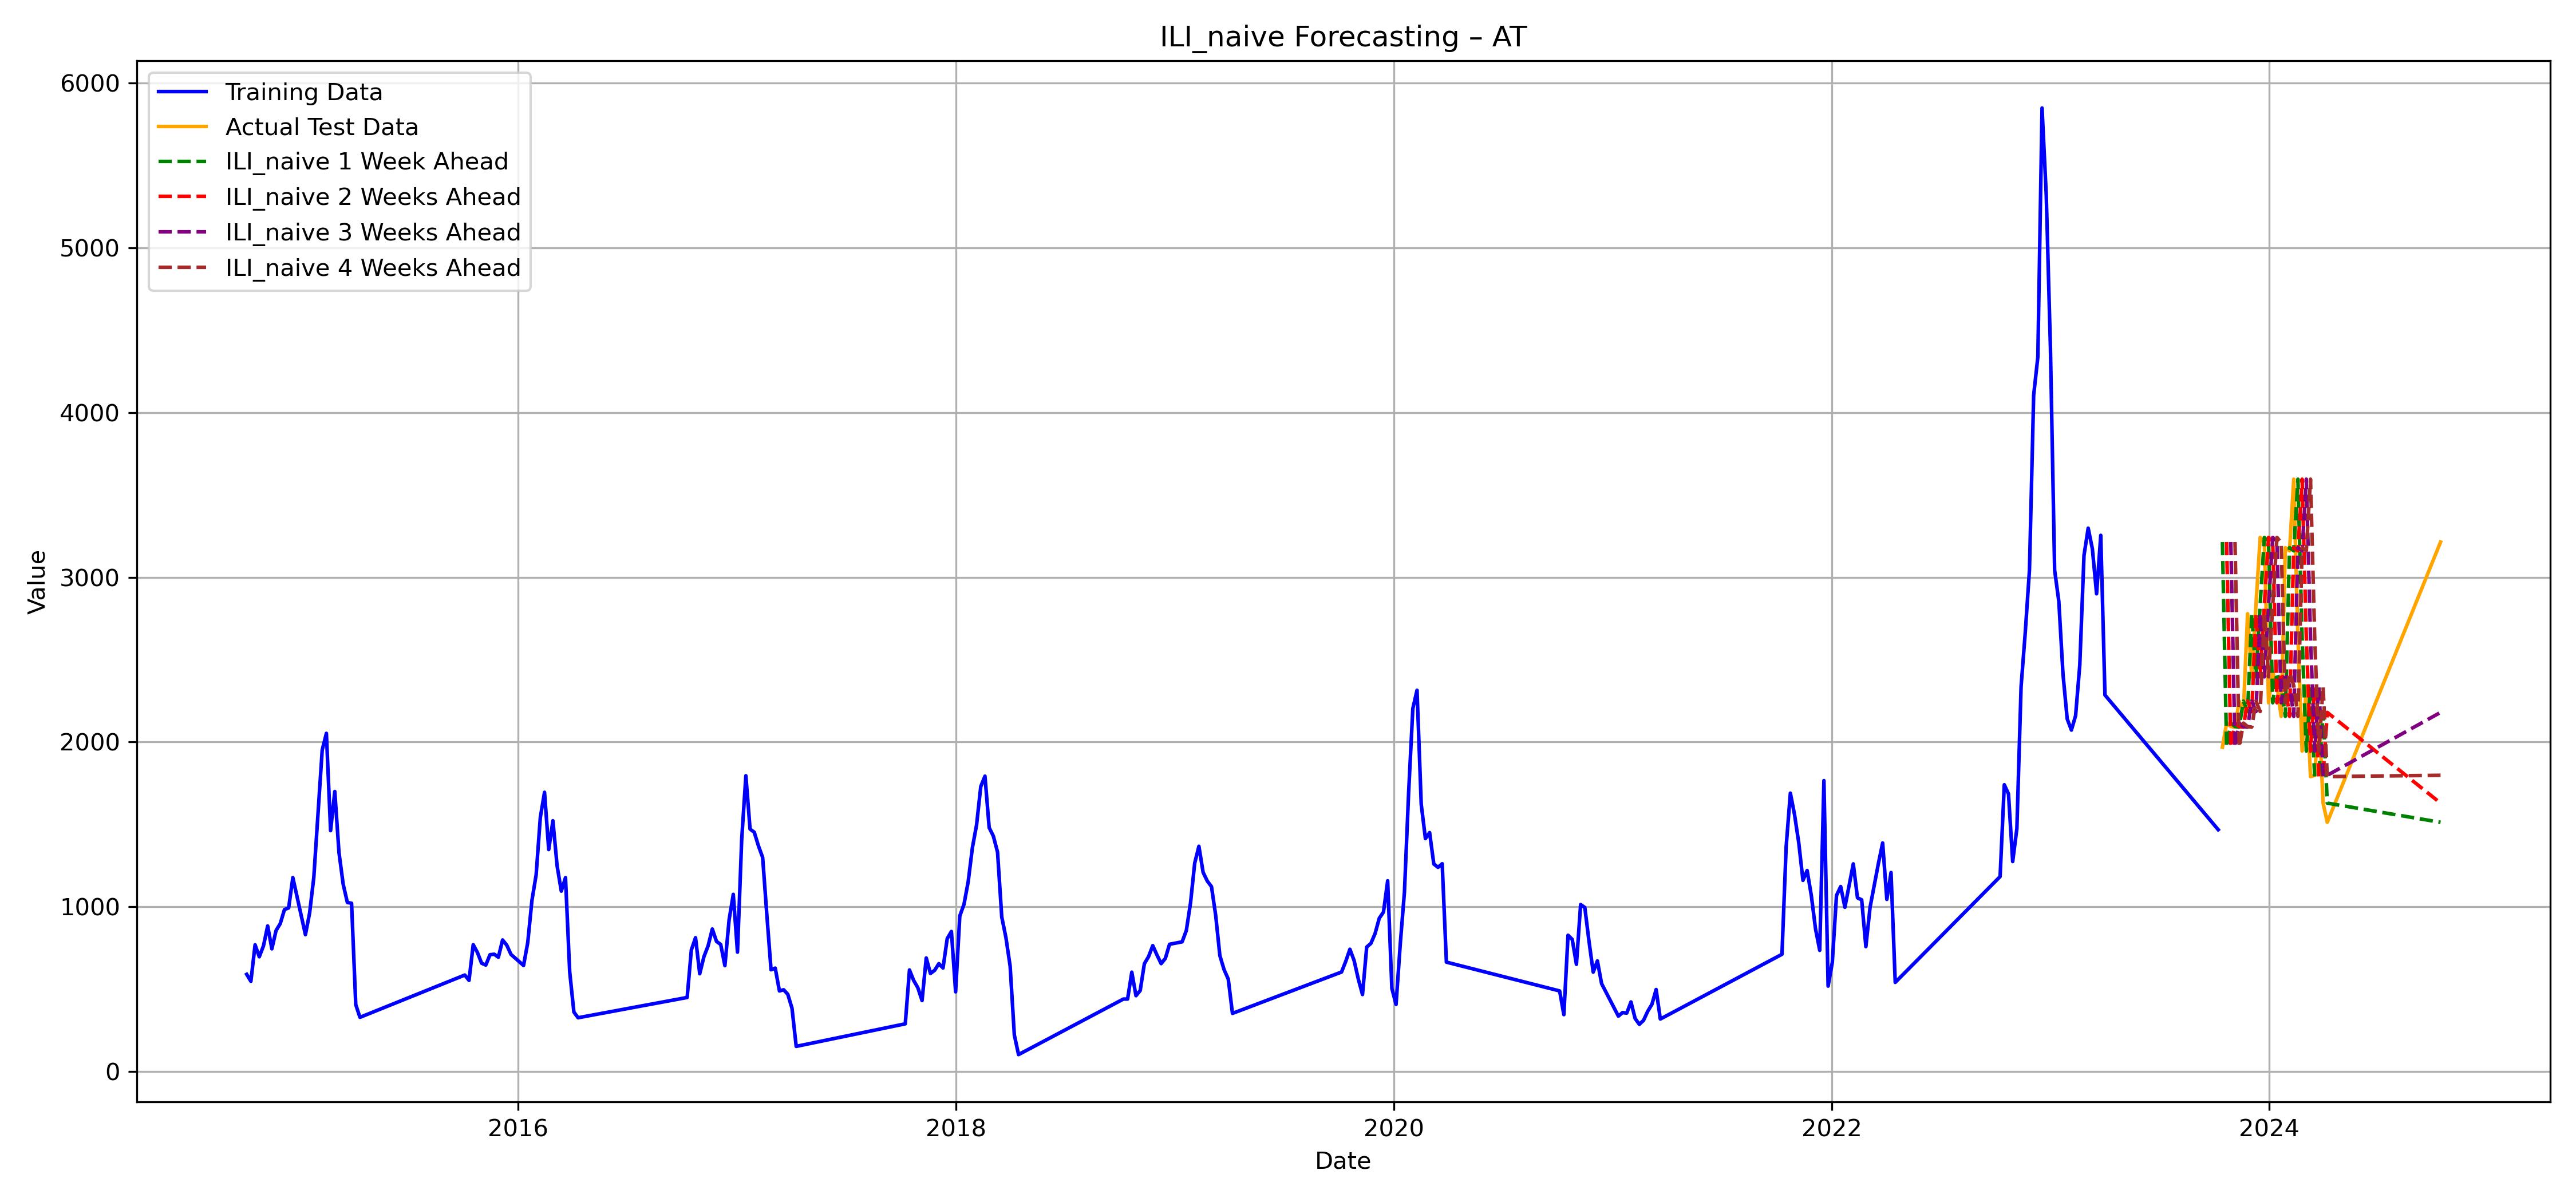 ILI_naive Forecasting – AT
6000
5000
4000
3000
2000
1000
0
Value
Training Data
Actual Test Data
ILI_naive 1 Week Ahead
ILI_naive 2 Weeks Ahead
ILI_naive 3 Weeks Ahead
ILI_naive 4 Weeks Ahead
2016
2018
2020
2022
2024
Date